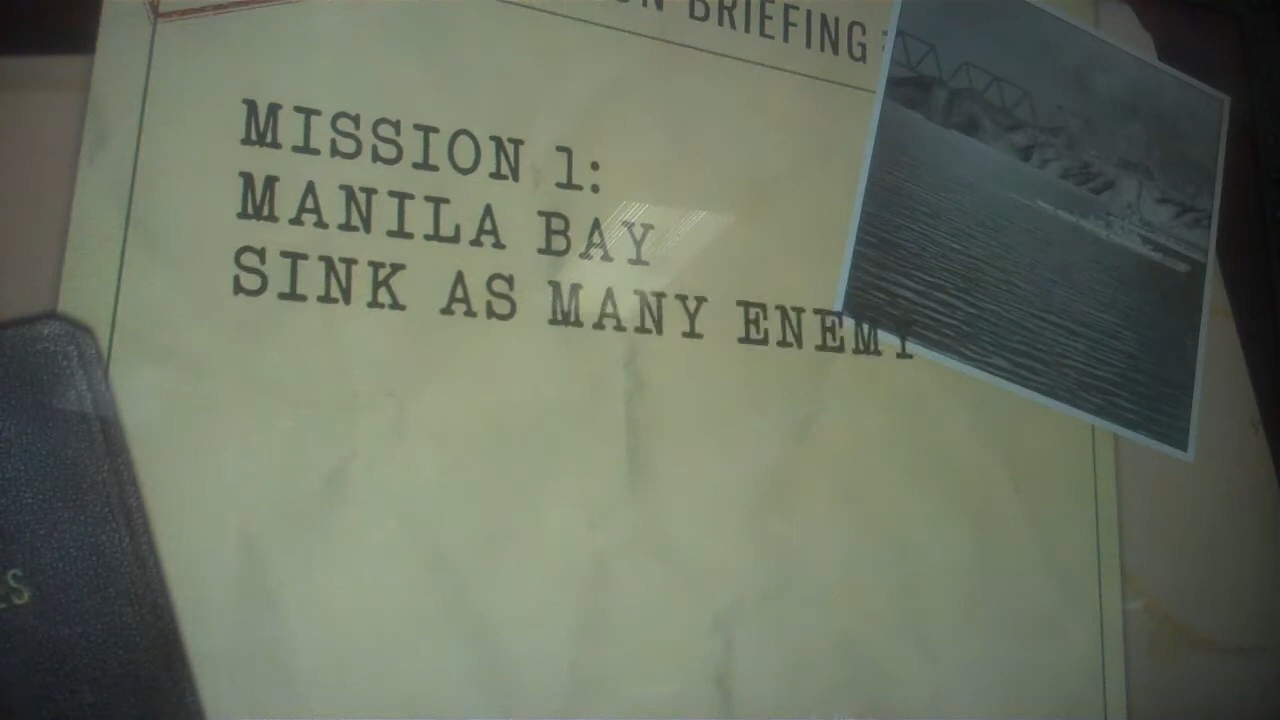 BRIEFING
MISSION 1:
MANILA BAY
SINK AS MANY ENEMY